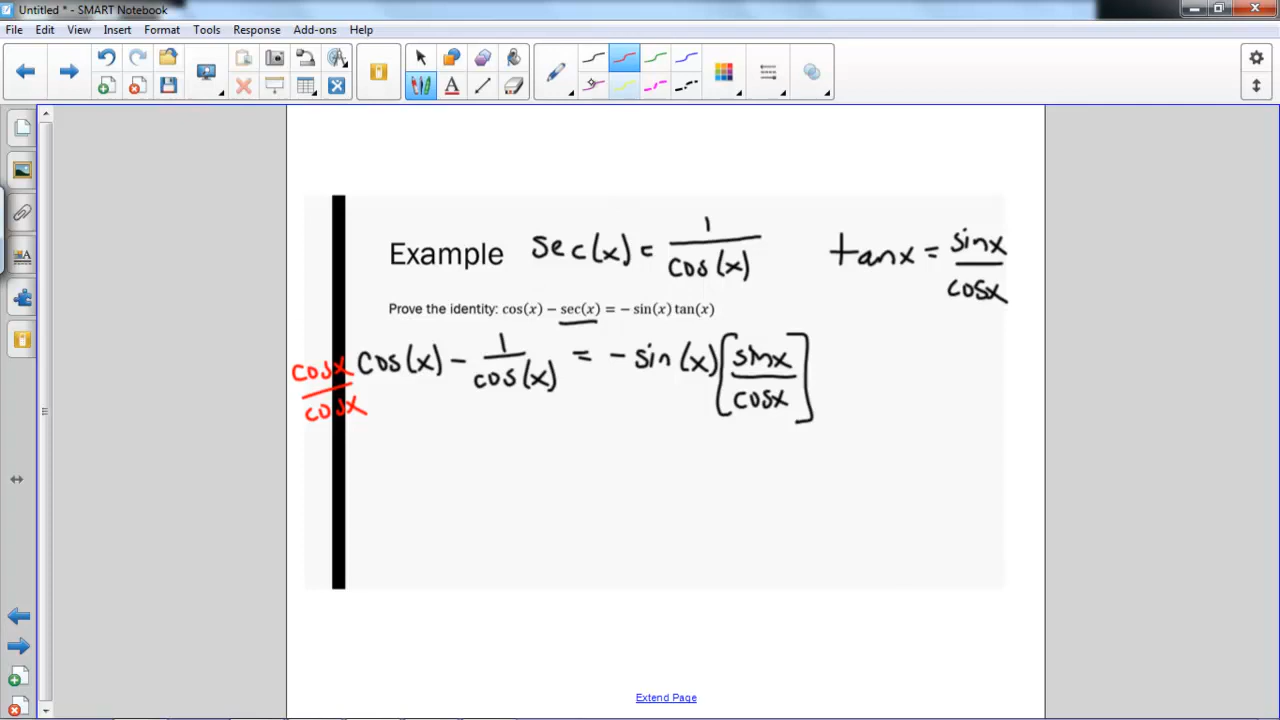 Untitled * - SMART Notebook
File Edit View Insert Format Tools Response Add-ons Help
Example sec(x) = 1/cos(x) tanx = sinx/cosx
Prove the identity: cos(x) − sec(x) = − sin(x) tan(x)
cosx/cosx cos(x) - 1/cos(x) = - sin(x) [sinx/cosx]
Extend Page